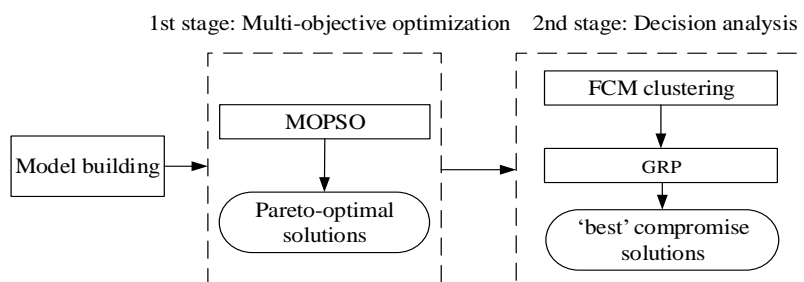 1st stage: Multi-objective optimization
2nd stage: Decision analysis
Model building
MOPSO
Pareto-optimal
solutions
FCM clustering
GRP
‘best’ compromise
solutions